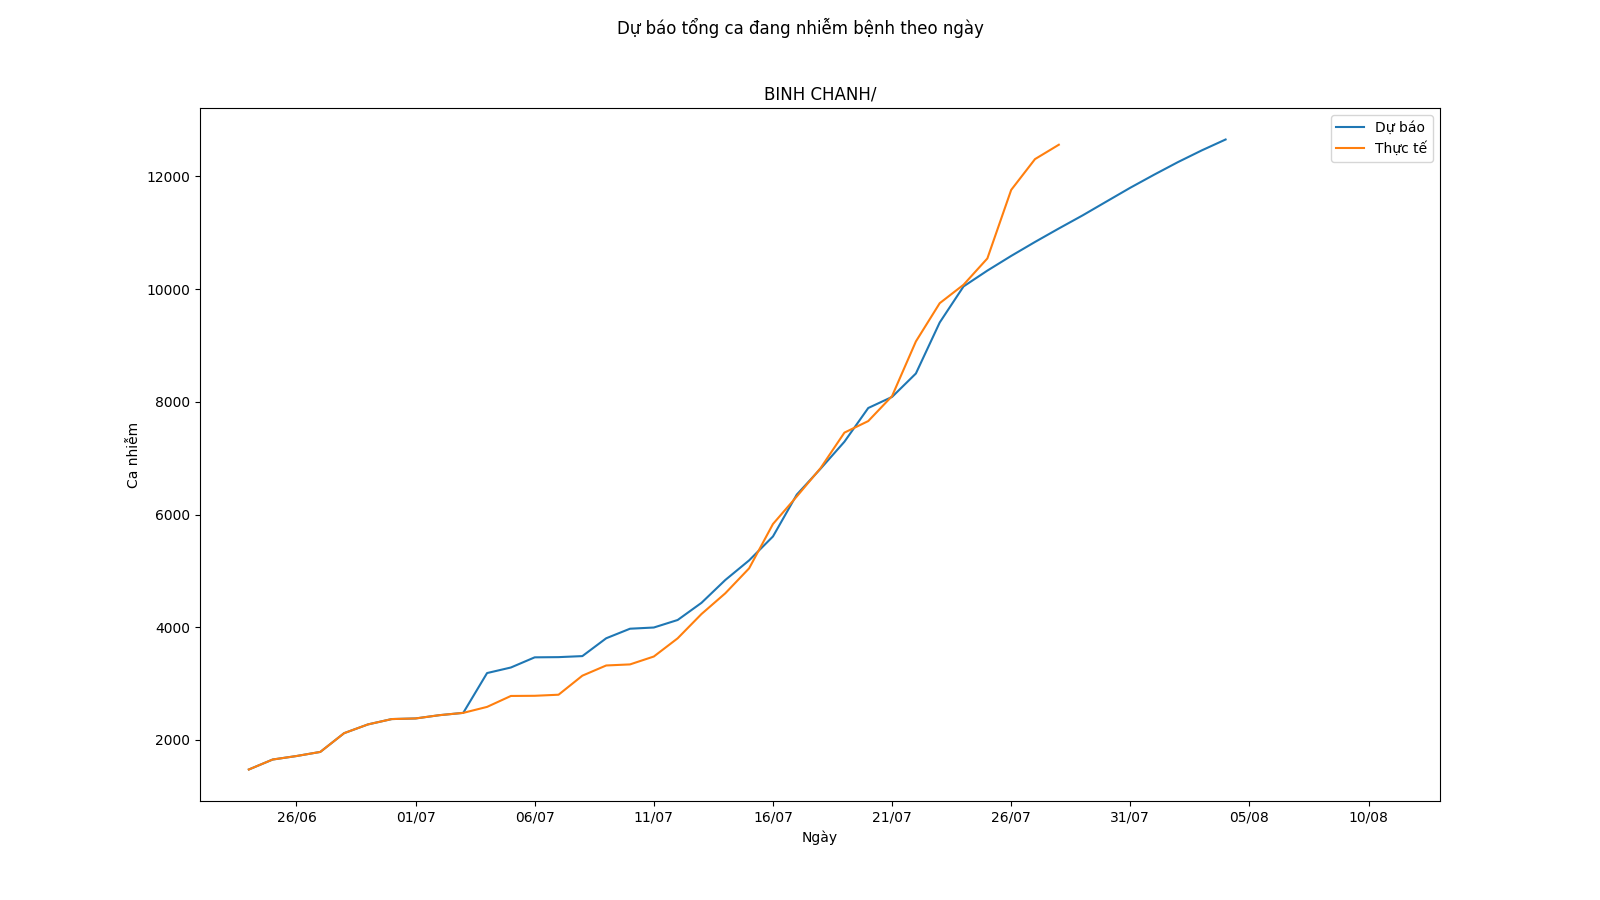 Dự báo tổng ca đang nhiễm bệnh theo ngày
BINH CHANH/
Dự báo
Thực tế
12000
10000
8000
6000
4000
2000
Ca nhiễm
26/06 01/07 06/07 11/07 16/07 21/07 26/07 31/07 05/08 10/08
Ngày